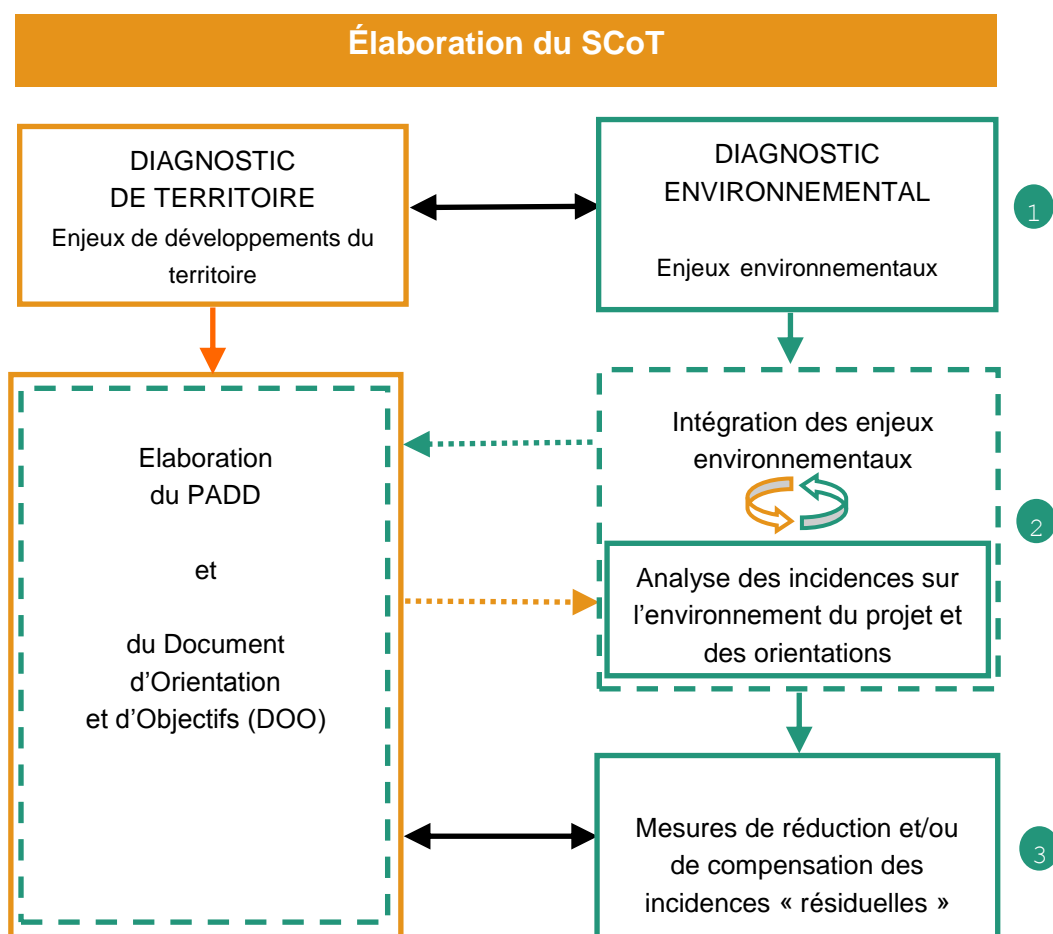 Élaboration du SCoT
DIAGNOSTIC
DE TERRITOIRE
Enjeux de développements du
territoire
DIAGNOSTIC
ENVIRONNEMENTAL
Enjeux environnementaux
1
Elaboration
du PADD
et
du Document
d'Orientation
et d'Objectifs (DOO)
Intégration des enjeux
environnementaux
2
Analyse des incidences sur
l'environnement du projet et
des orientations
Mesures de réduction et/ou
de compensation des
incidences « résiduelles »
3